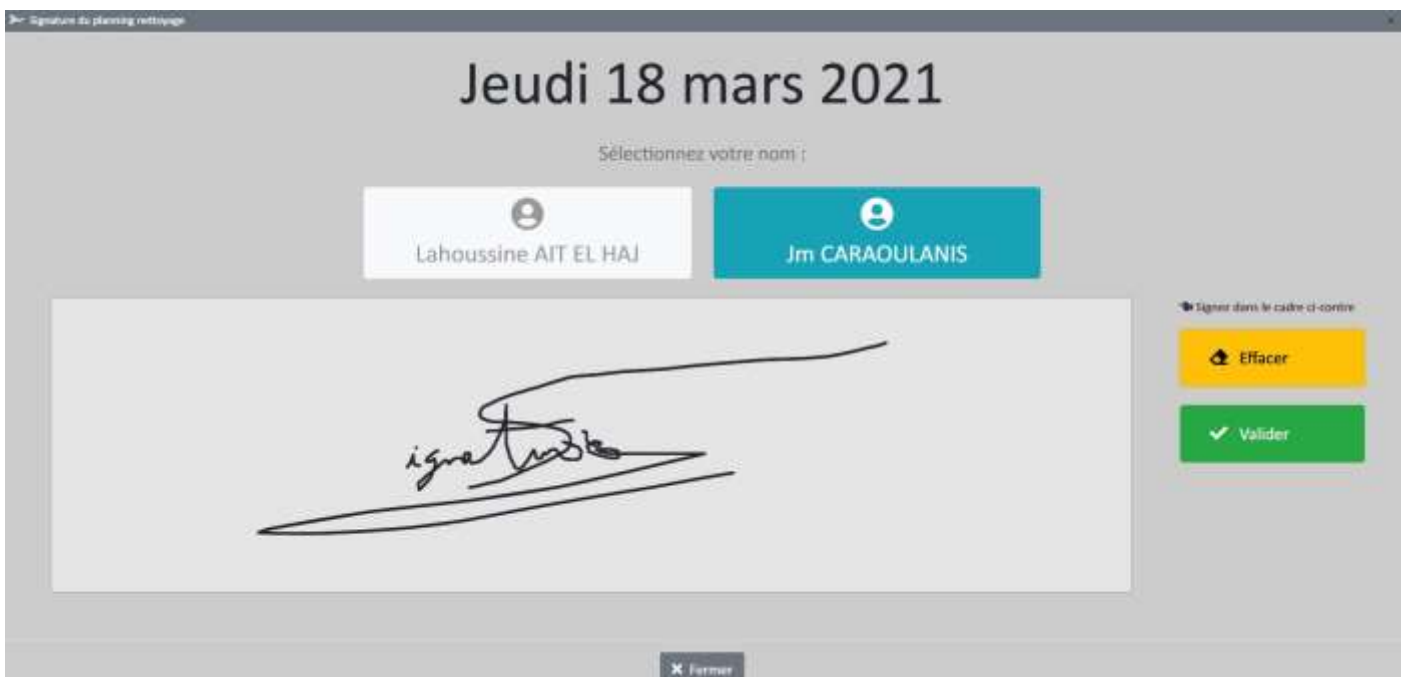 Signature du planning nettoyage
Jeudi 18 mars 2021
Sélectionnez votre nom :
Lahoussine AIT EL HAJ
Jm CARAOULANIS
Signer dans le cadre ci-contre
Effacer
Valider
Fermer